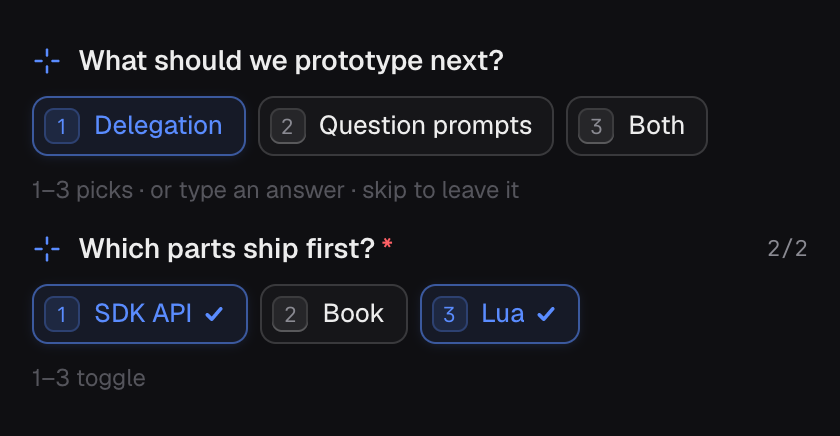 What should we prototype next?
1 Delegation 2 Question prompts 3 Both
1–3 picks · or type an answer · skip to leave it
Which parts ship first? * 2/2
1 SDK API ✓ 2 Book 3 Lua ✓
1–3 toggle